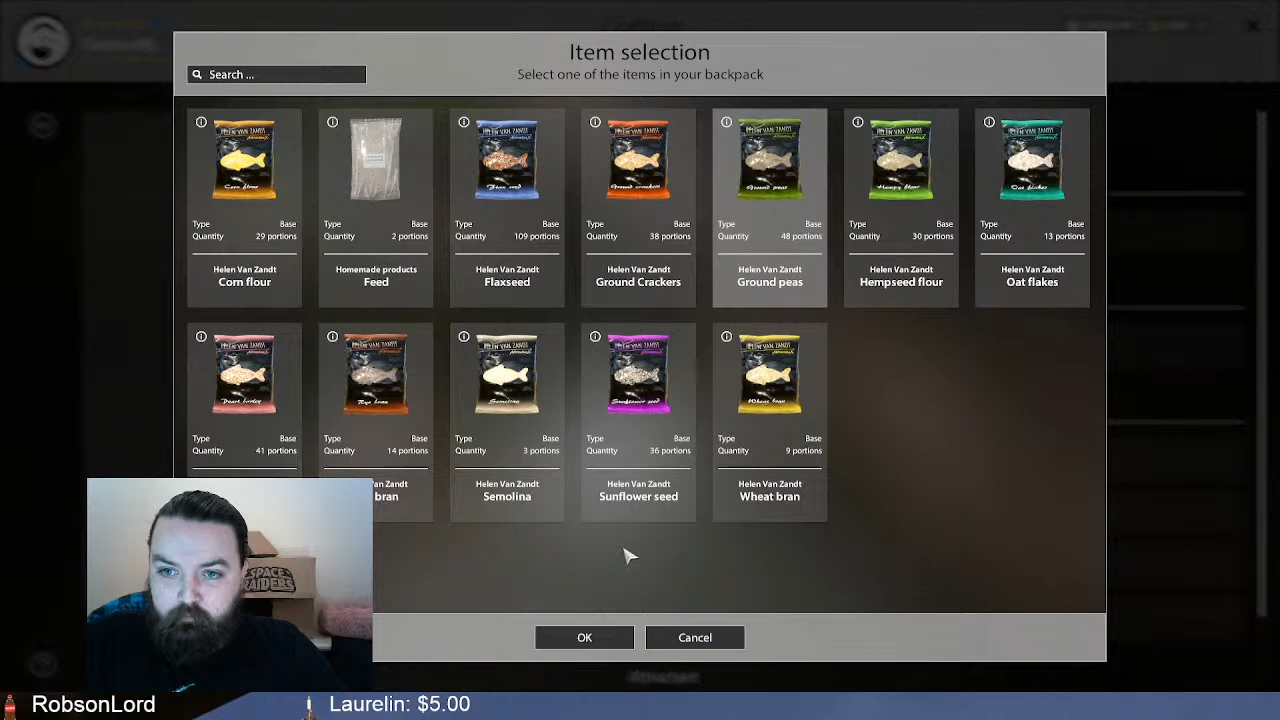 Item selection
Search ...
Select one of the items in your backpack
Type Base
Quantity 29 portions
Helen Van Zandt
Corn flour
Type Base
Quantity 2 portions
Homemade products
Feed
Type Base
Quantity 109 portions
Helen Van Zandt
Flaxseed
Type Base
Quantity 38 portions
Helen Van Zandt
Ground Crackers
Type Base
Quantity 48 portions
Helen Van Zandt
Ground peas
Type Base
Quantity 30 portions
Helen Van Zandt
Hempseed flour
Type Base
Quantity 13 portions
Helen Van Zandt
Oat flakes
Type Base
Quantity 41 portions
Type Base
Quantity 14 portions
Van Zandt
bran
Type Base
Quantity 3 portions
Helen Van Zandt
Semolina
Type Base
Quantity 36 portions
Helen Van Zandt
Sunflower seed
Type Base
Quantity 9 portions
Helen Van Zandt
Wheat bran
SPACE
RAIDERS
OK
Cancel
RobsonLord
Laurelin: $5.00